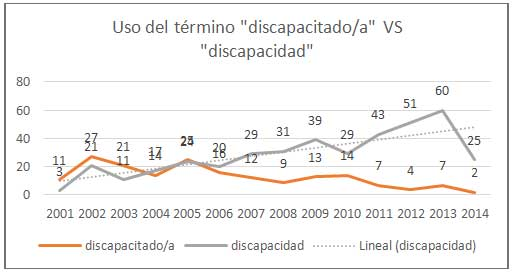 Uso del término "discapacitado/a" VS
"discapacidad"
80
60
40
20
0
11 27 21 14 25 16 12 9 13 14 7 4 7 2
3 21 11 17 24 20 29 31 39 29 43 51 60 25
2001 2002 2003 2004 2005 2006 2007 2008 2009 2010 2011 2012 2013 2014
discapacitado/a discapacidad Lineal (discapacidad)